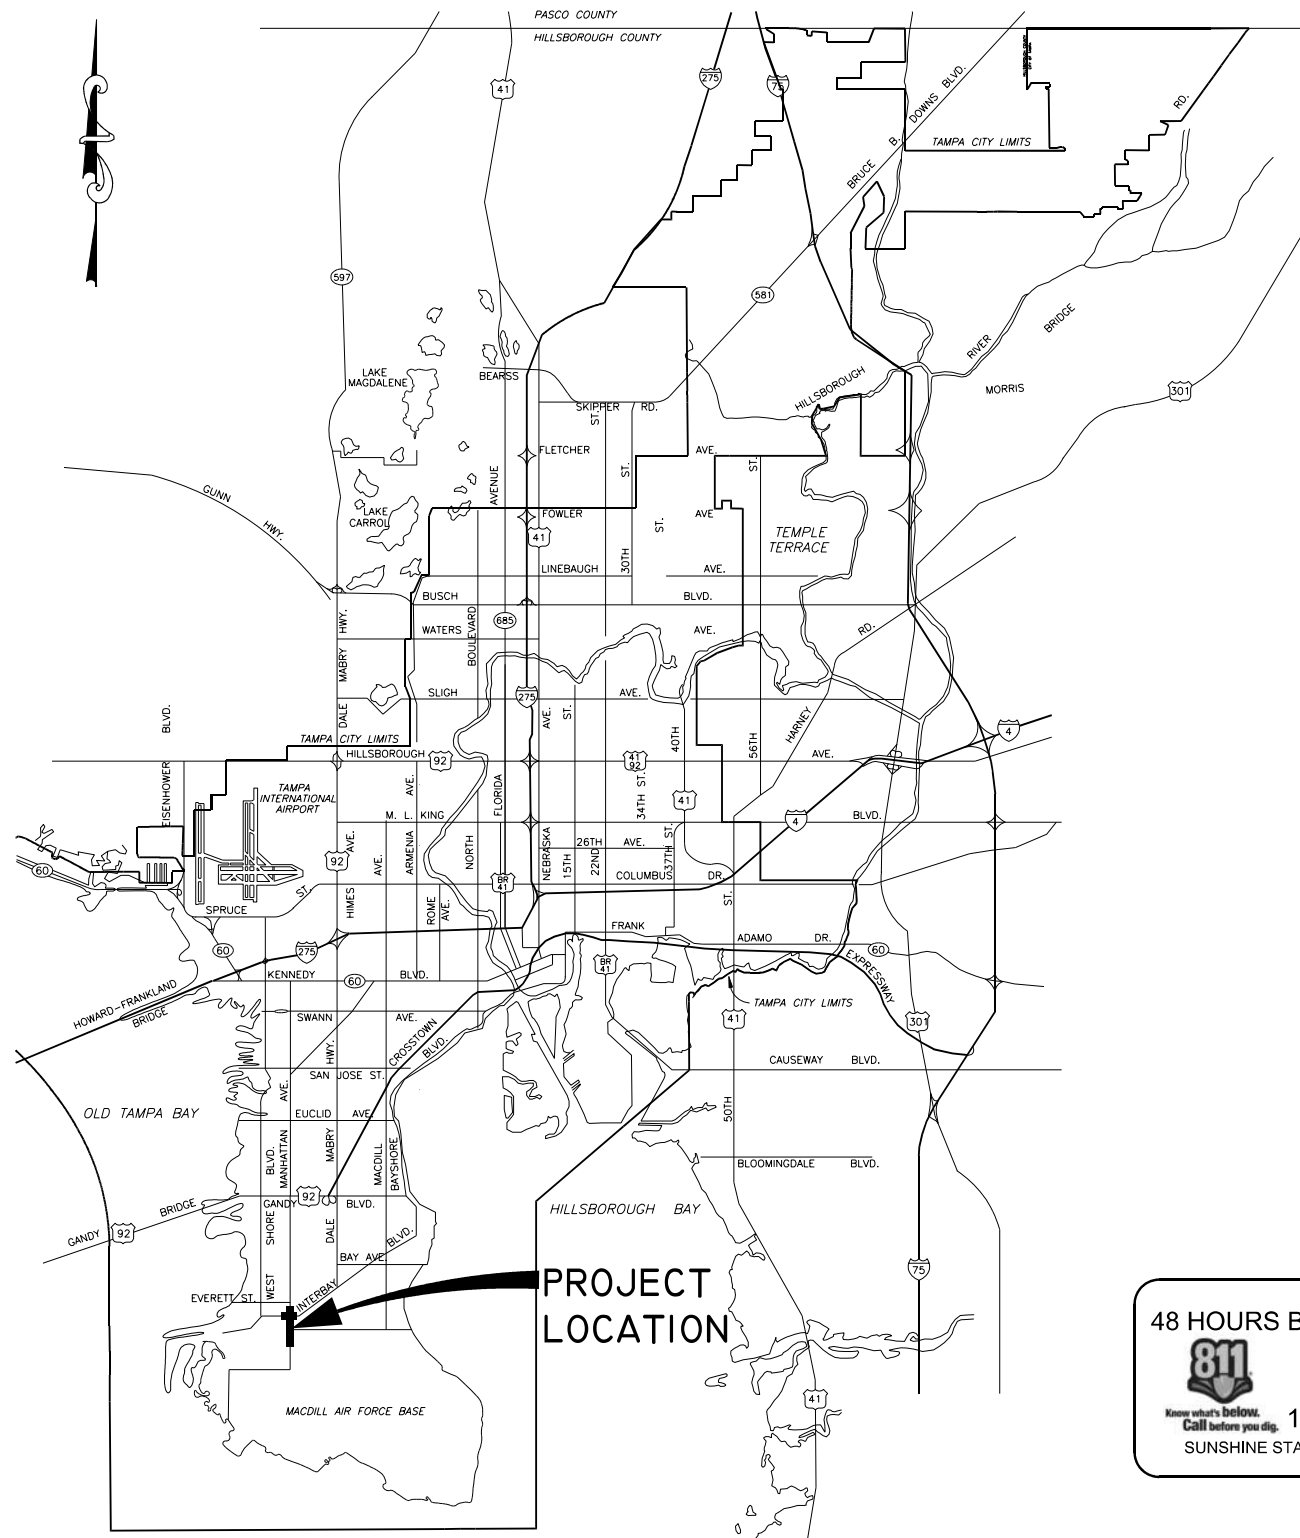 PASCO COUNTY
HILLSBOROUGH COUNTY
41
275
75
DOWNS BLVD.
B.
BRUCE
RD.
TAMPA CITY LIMITS
597
581
RIVER
BRIDGE
MORRIS
301
LAKE
MAGDALENE
BEARSS
HILLSBOROUGH
SKIPPER RD.
ST.
FLETCHER
AVE.
ST.
ST.
AVENUE
GUNN
HWY.
LAKE
CARROL
FOWLER
AVE
ST.
41
TEMPLE
TERRACE
LINEBAUGH
30TH
AVE.
BUSCH
BLVD.
HWY.
WATERS
BOULEVARD
685
AVE.
RD.
MABRY
SLIGH
275
AVE.
BLVD.
DALE
AVE.
ST.
40TH
56TH
HARNEY
4
TAMPA CITY LIMITS
HILLSBOROUGH
92
41
92
AVE.
EISENHOWER
TAMPA
INTERNATIONAL
AIRPORT
AVE.
FLORIDA
34TH ST.
41
M. L. KING
4
BLVD.
AVE.
92
AVE.
ARMENIA
NORTH
NEBRASKA
15TH
22ND
26TH AVE.
37TH ST.
60
BR
41
COLUMBUS DR.
ST.
SPRUCE
ST.
HIMES
ROME
AVE.
FRANK
ADAMO DR.
60
60
275
EXPRESSWAY
KENNEDY
60
BLVD.
BR
41
HOWARD-FRANKLAND
BRIDGE
TAMPA CITY LIMITS
SWANN
AVE.
41
301
HWY.
CROSSTOWN
BLVD.
CAUSEWAY BLVD.
SAN JOSE ST.
AVE.
OLD TAMPA BAY
EUCLID AVE.
50TH
BLVD.
MANHATTAN
MABRY
MACDILL
BAYSHORE
BLOOMINGDALE BLVD.
GANDY
92
BLVD.
GANDY
92
BRIDGE
SHORE
DALE
BLVD.
HILLSBOROUGH BAY
BAY AVE.
75
WEST
PROJECT
LOCATION
EVERETT ST.
INTERBAY
41
MACDILL AIR FORCE BASE
48 HOURS B
811
Know what's below.
Call before you dig.
1
SUNSHINE STA